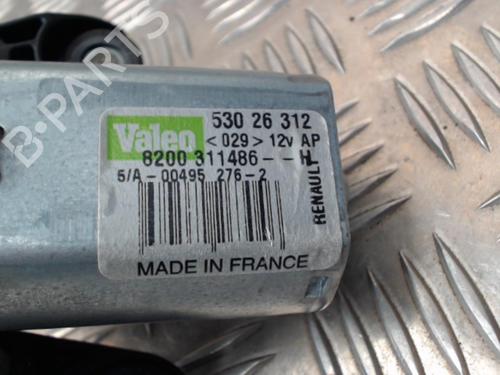 Valeo 530 26 312
< 029 > 12v AP
8200 311486 -- H
RENAULT
5/A - 00495 276-2
MADE IN FRANCE
B-Parts